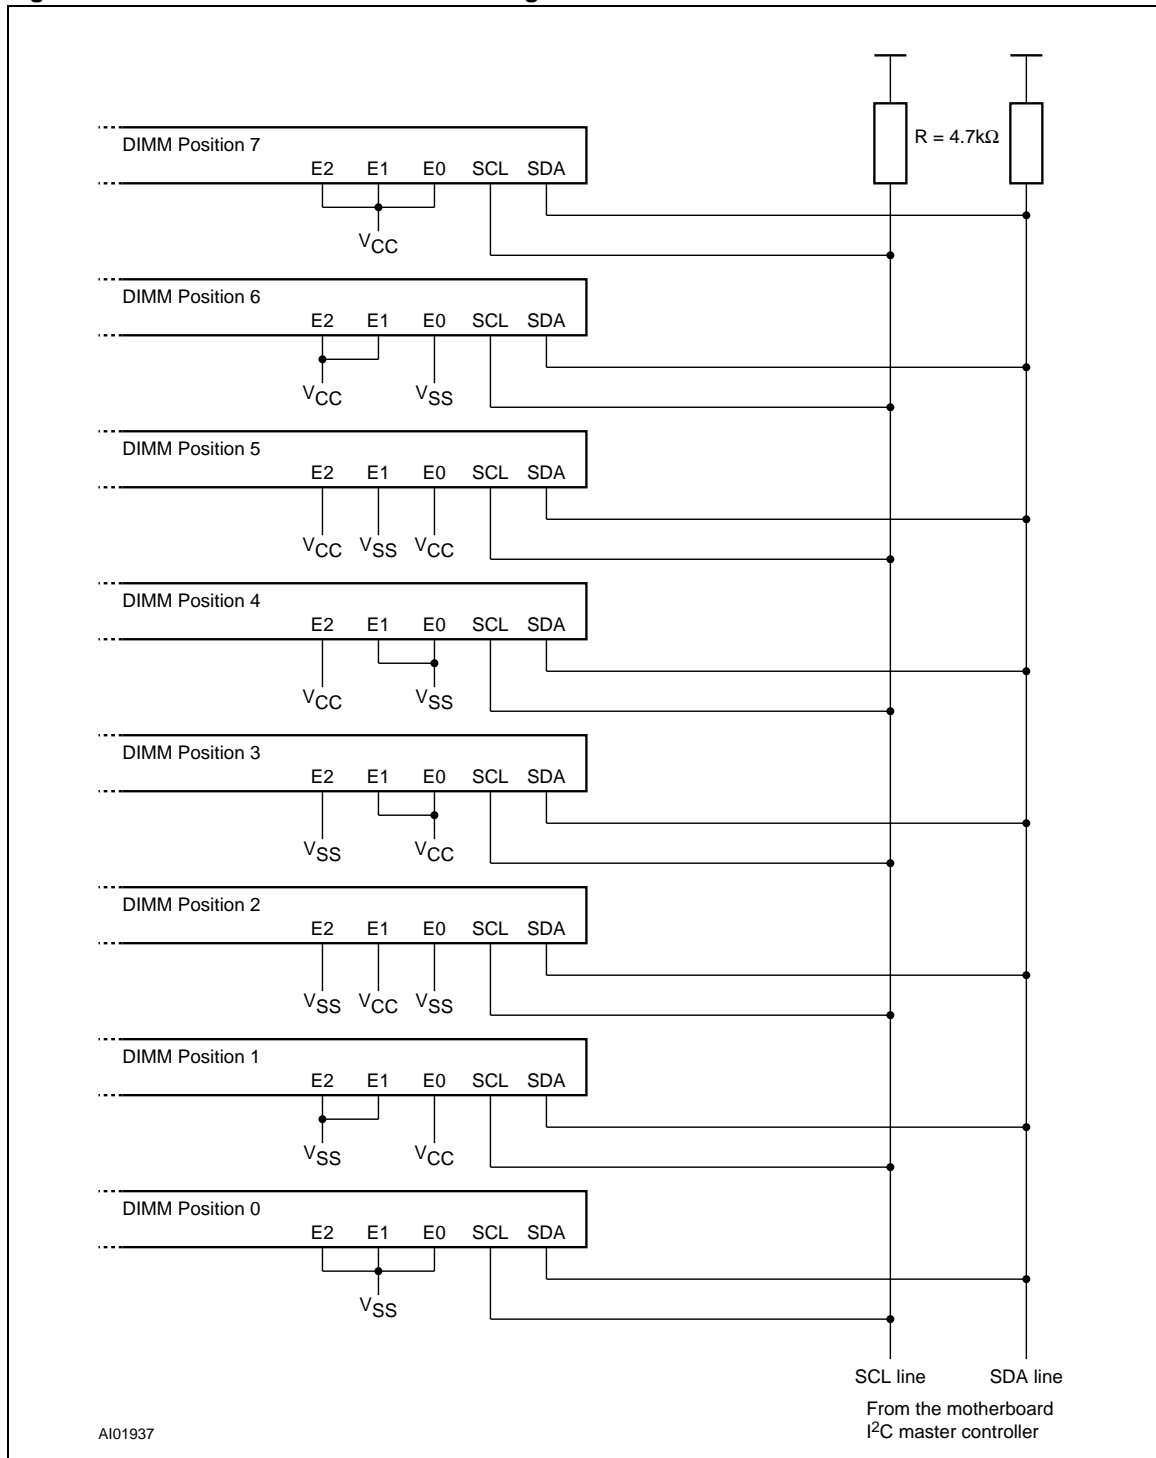 R = 4.7kΩ
DIMM Position 7
E2 E1 E0 SCL SDA
VCC
DIMM Position 6
E2 E1 E0 SCL SDA
VCC VSS
DIMM Position 5
E2 E1 E0 SCL SDA
VCC VSS VCC
DIMM Position 4
E2 E1 E0 SCL SDA
VCC VSS
DIMM Position 3
E2 E1 E0 SCL SDA
VSS VCC
DIMM Position 2
E2 E1 E0 SCL SDA
VSS VCC VSS
DIMM Position 1
E2 E1 E0 SCL SDA
VSS VCC
DIMM Position 0
E2 E1 E0 SCL SDA
VSS
SCL line SDA line
From the motherboard
I2C master controller
AI01937